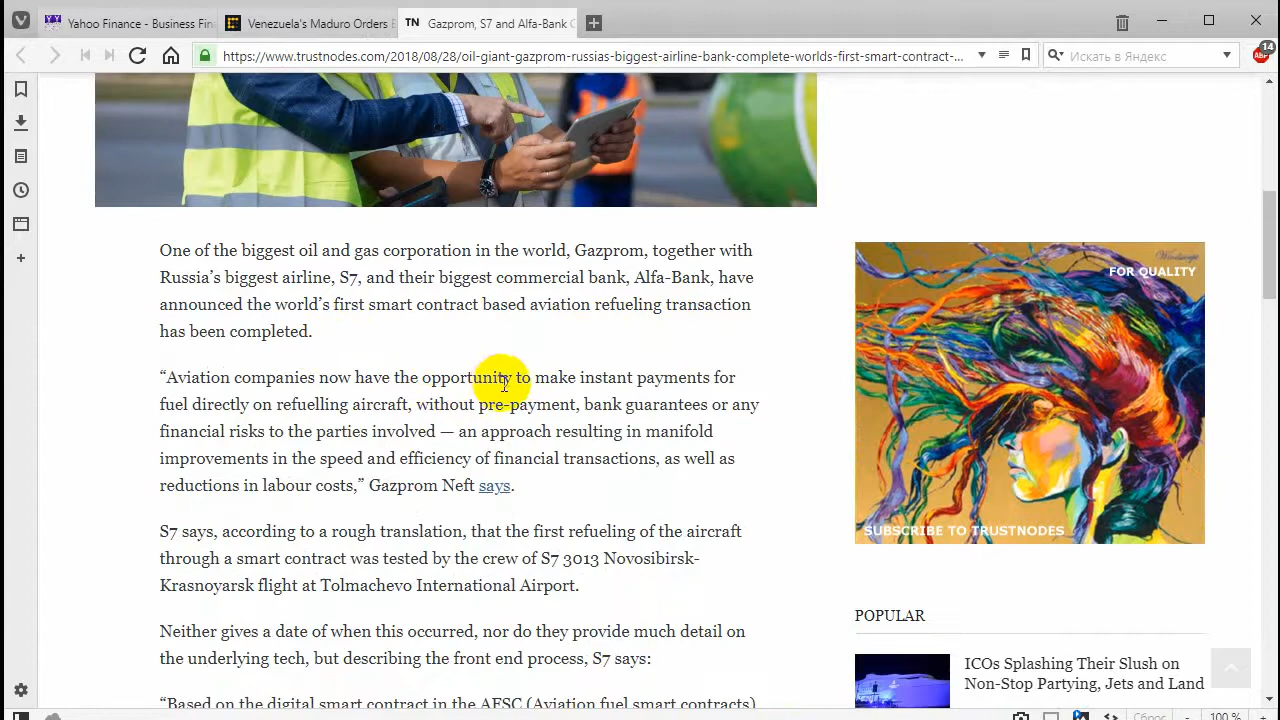 Yahoo Finance - Business Fin
Venezuela's Maduro Orders
TN Gazprom, S7 and Alfa-Bank
https://www.trustnodes.com/2018/08/28/oil-giant-gazprom-russias-biggest-airline-bank-complete-worlds-first-smart-contract-...
Искать в Яндекс
14
ABP
One of the biggest oil and gas corporation in the world, Gazprom, together with
Russia's biggest airline, S7, and their biggest commercial bank, Alfa-Bank, have
announced the world's first smart contract based aviation refueling transaction
has been completed.
“Aviation companies now have the opportunity to make instant payments for
fuel directly on refuelling aircraft, without pre-payment, bank guarantees or any
financial risks to the parties involved — an approach resulting in manifold
improvements in the speed and efficiency of financial transactions, as well as
reductions in labour costs,” Gazprom Neft says.
S7 says, according to a rough translation, that the first refueling of the aircraft
through a smart contract was tested by the crew of S7 3013 Novosibirsk-
Krasnoyarsk flight at Tolmachevo International Airport.
Neither gives a date of when this occurred, nor do they provide much detail on
the underlying tech, but describing the front end process, S7 says:
“Based on the digital smart contract in the AFSC (Aviation fuel smart contracts)
FOR QUALITY
SUBSCRIBE TO TRUSTNODES
POPULAR
ICOs Splashing Their Slush on
Non-Stop Partying, Jets and Land
Сброс
100 %